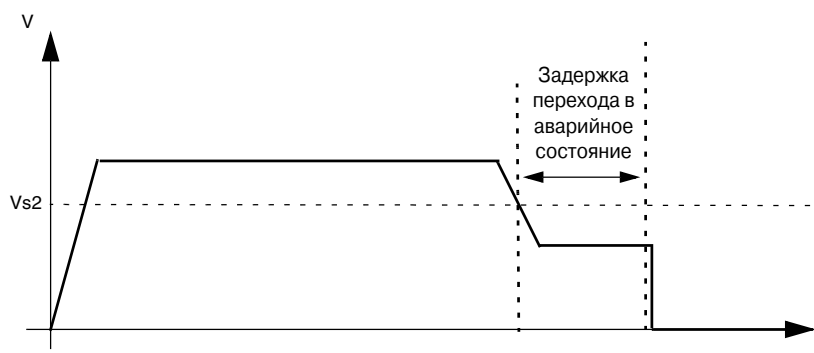 V
Задержка
перехода в
аварийное
состояние
Vs2